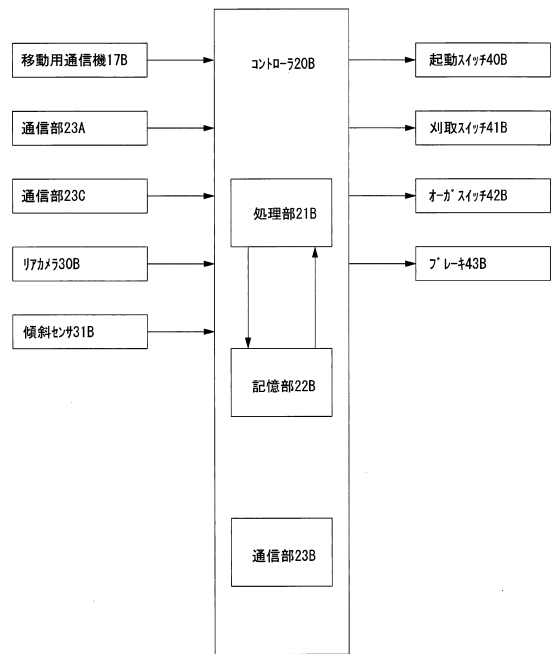 移動用通信機17B
通信部23A
通信部23C
ﾘｱｶﾒﾗ30B
傾斜ｾﾝｻ31B
ｺﾝﾄﾛｰﾗ20B
処理部21B
記憶部22B
通信部23B
起動ｽｲｯﾁ40B
刈取ｽｲｯﾁ41B
ｵｰｶﾞｽｲｯﾁ42B
ﾌﾞﾚｰｷ43B